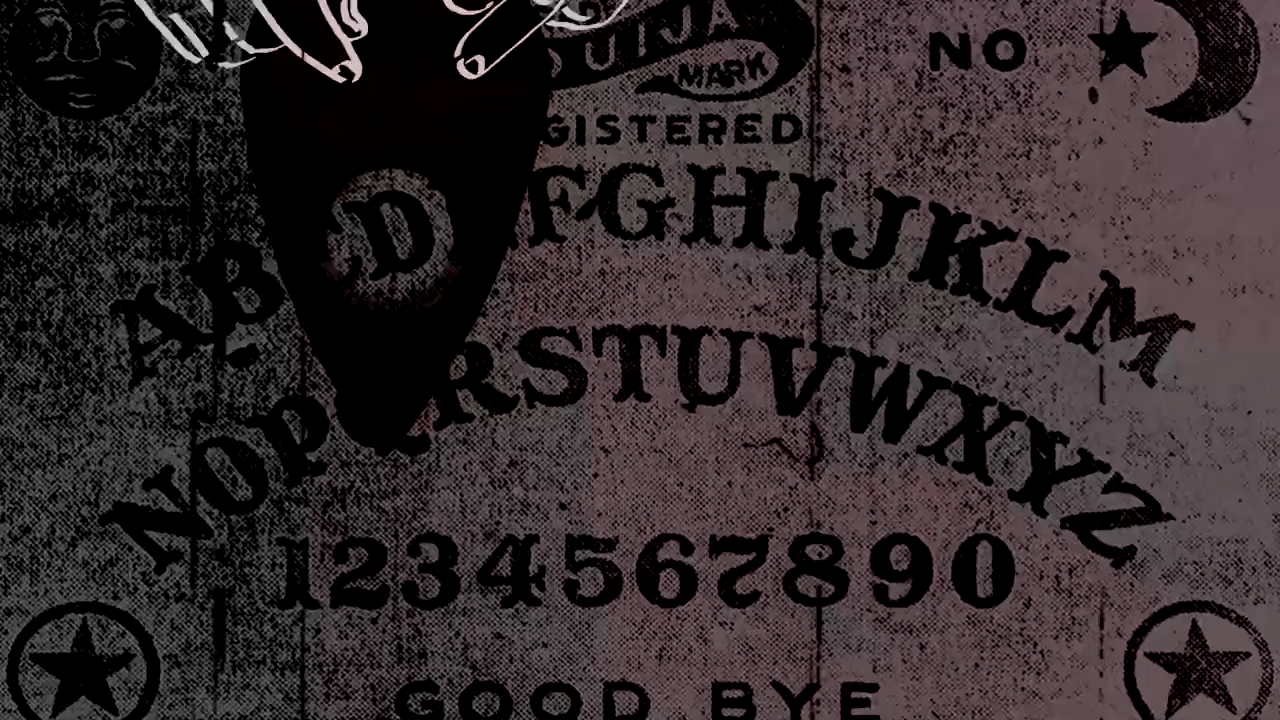 OUIJA
NO
MARK
GISTERED
AB D FGHIJKLM
NOP RSTUVWXYZ
1234567890
GOOD BYE